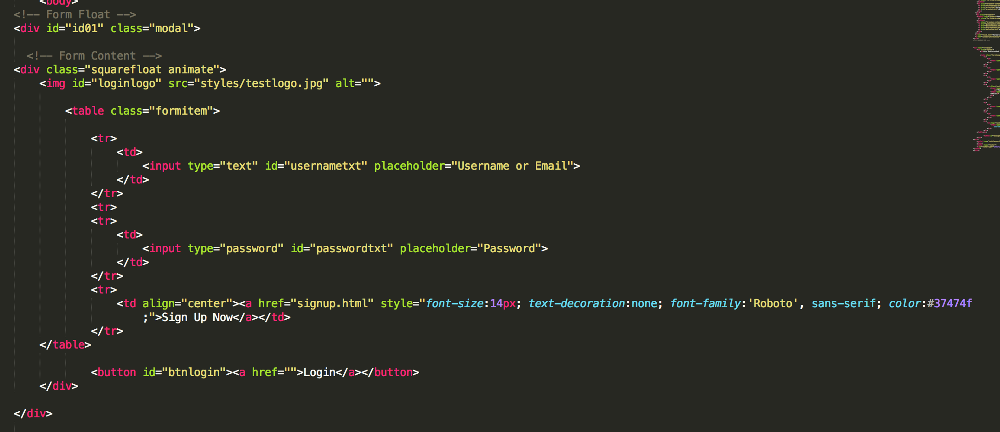 <body>
<!-- Form Float -->
<div id="id01" class="modal">
<!-- Form Content -->
<div class="squarefloat animate">
<img id="loginlogo" src="styles/testlogo.jpg" alt="">
<table class="formitem">
<tr>
<td>
<input type="text" id="usernametxt" placeholder="Username or Email">
</td>
</tr>
<tr>
<tr>
<td>
<input type="password" id="passwordtxt" placeholder="Password">
</td>
</tr>
<tr>
<td align="center"><a href="signup.html" style="font-size:14px; text-decoration:none; font-family:'Roboto', sans-serif; color:#37474f
;">Sign Up Now</a></td>
</tr>
</table>
<button id="btnlogin"><a href="">Login</a></button>
</div>
</div>